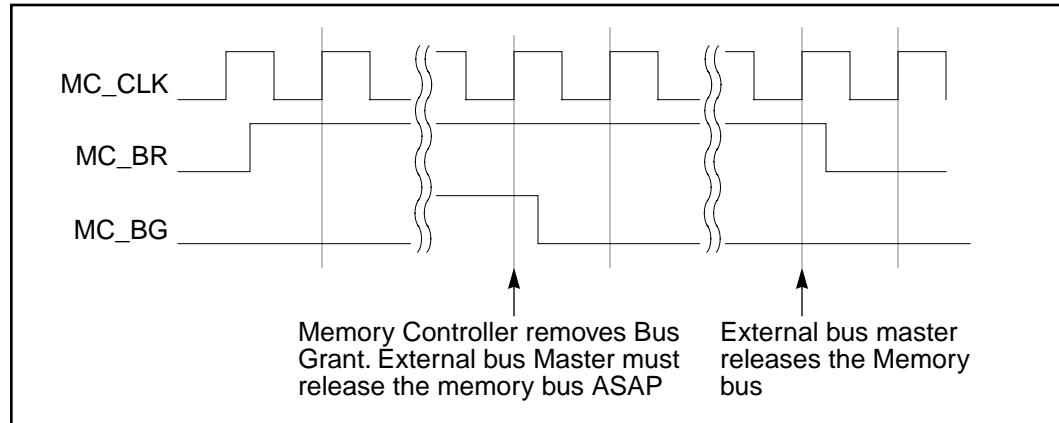 MC_CLK
MC_BR
MC_BG
Memory Controller removes Bus
Grant. External bus Master must
release the memory bus ASAP
External bus master
releases the Memory
bus